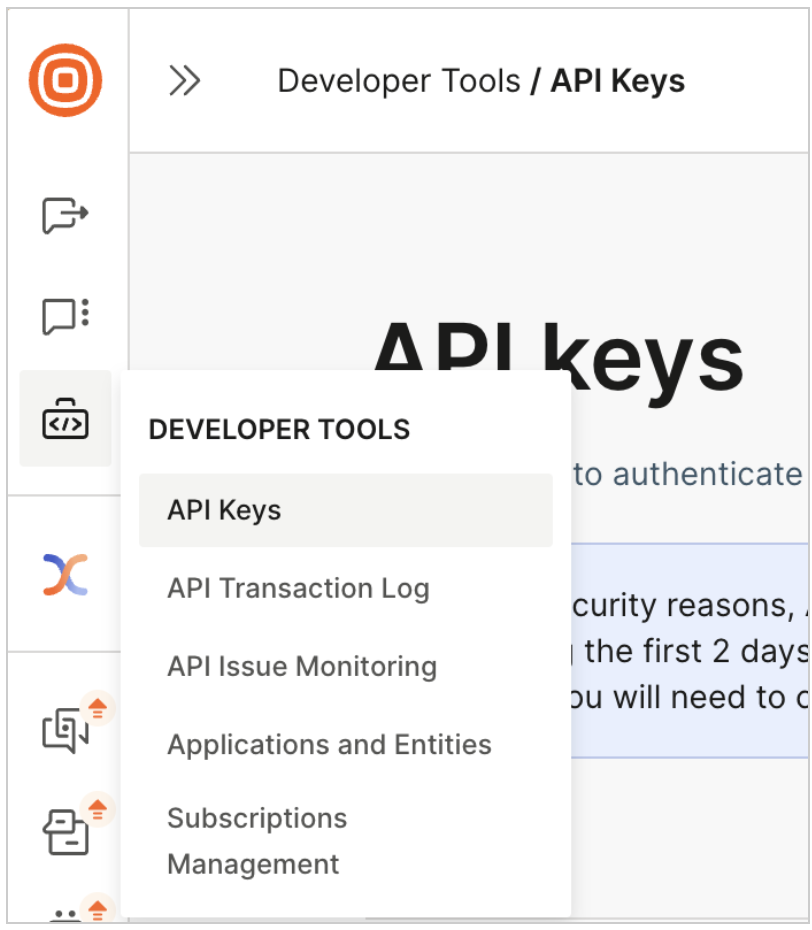 Developer Tools / API Keys
API keys
DEVELOPER TOOLS
to authenticate
API Keys
API Transaction Log
curity reasons,
the first 2 days
API Issue Monitoring
ou will need to
Applications and Entities
Subscriptions
Management